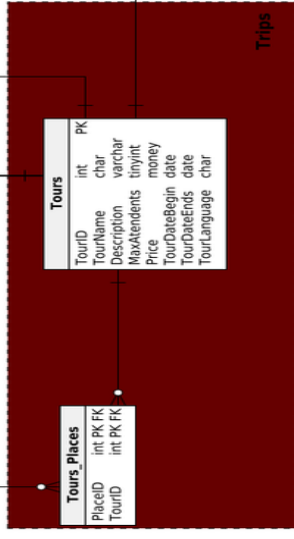 Trips
Tours
TourID int PK
TourName char
Description varchar
MaxAtendents tinyint
Price money
TourDateBegin date
TourDateEnds date
TourLanguage char
Tours_Places
PlaceID int PK FK
TourID int PK FK